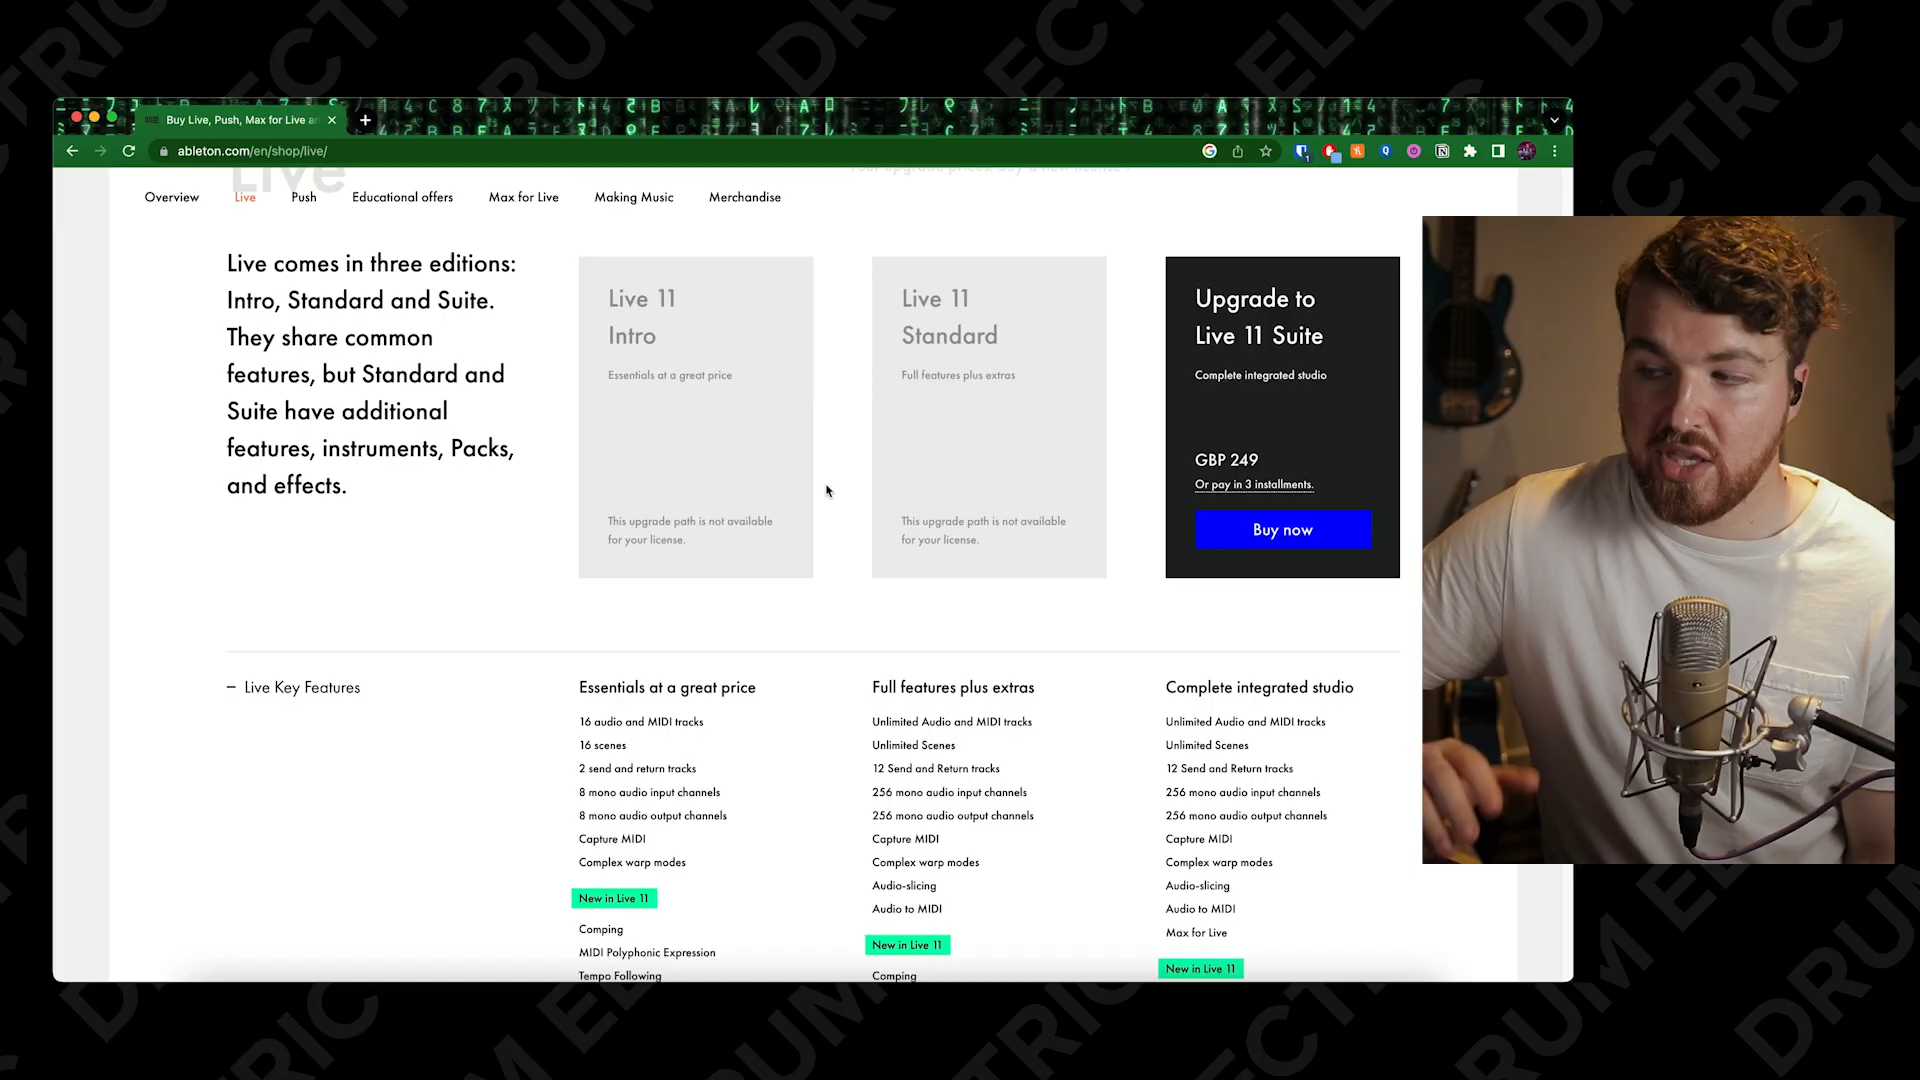 Buy Live, Push, Max for Live an
ableton.com/en/shop/live/
Live
Your upgrade prices. Buy a new license >
Overview
Live
Push
Educational offers
Max for Live
Making Music
Merchandise
Live comes in three editions:
Intro, Standard and Suite.
They share common
features, but Standard and
Suite have additional
features, instruments, Packs,
and effects.
Live 11
Intro
Essentials at a great price
This upgrade path is not available
for your license.
Live 11
Standard
Full features plus extras
This upgrade path is not available
for your license.
Upgrade to
Live 11 Suite
Complete integrated studio
GBP 249
Or pay in 3 installments.
Buy now
– Live Key Features
Essentials at a great price
16 audio and MIDI tracks
16 scenes
2 send and return tracks
8 mono audio input channels
8 mono audio output channels
Capture MIDI
Complex warp modes
New in Live 11
Comping
MIDI Polyphonic Expression
Tempo Following
Full features plus extras
Unlimited Audio and MIDI tracks
Unlimited Scenes
12 Send and Return tracks
256 mono audio input channels
256 mono audio output channels
Capture MIDI
Complex warp modes
Audio-slicing
Audio to MIDI
New in Live 11
Comping
Complete integrated studio
Unlimited Audio and MIDI tracks
Unlimited Scenes
12 Send and Return tracks
256 mono audio input channels
256 mono audio output channels
Capture MIDI
Complex warp modes
Audio-slicing
Audio to MIDI
Max for Live
New in Live 11